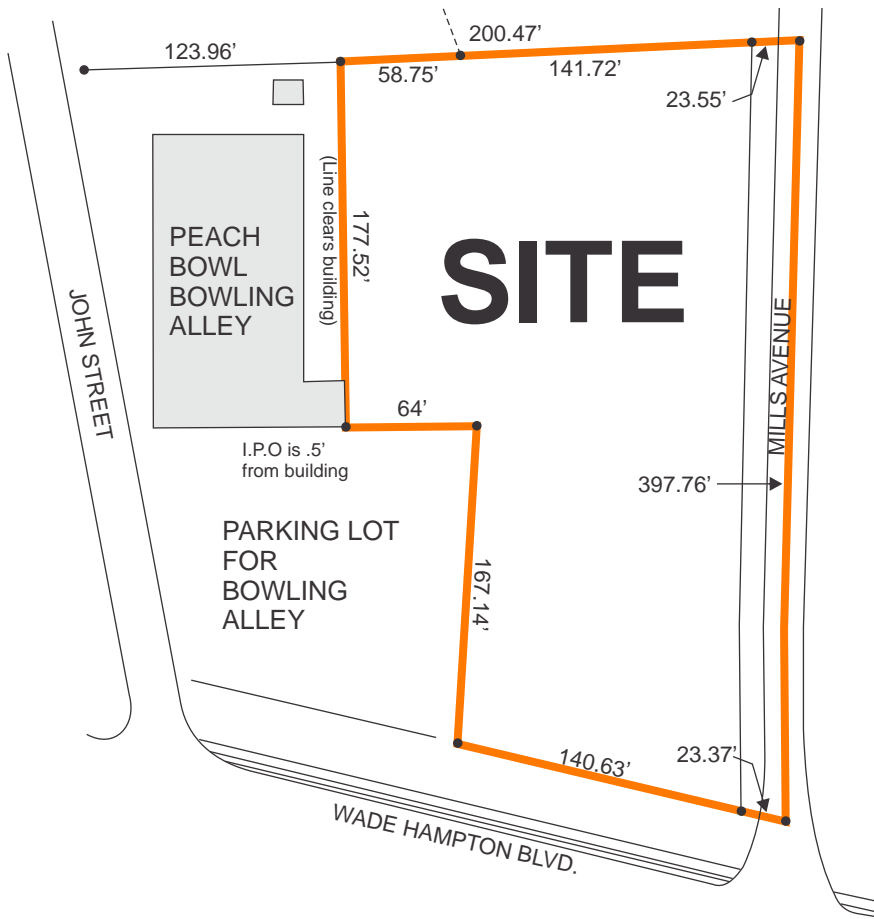 200.47’
123.96’
58.75’
141.72’
23.55’
(Line clears building)
177.52’
PEACH
BOWL
BOWLING
ALLEY
SITE
JOHN STREET
MILLS AVENUE
64’
I.P.O is .5’
from building
397.76’
PARKING LOT
FOR
BOWLING
ALLEY
167.14’
140.63’
23.37’
WADE HAMPTON BLVD.